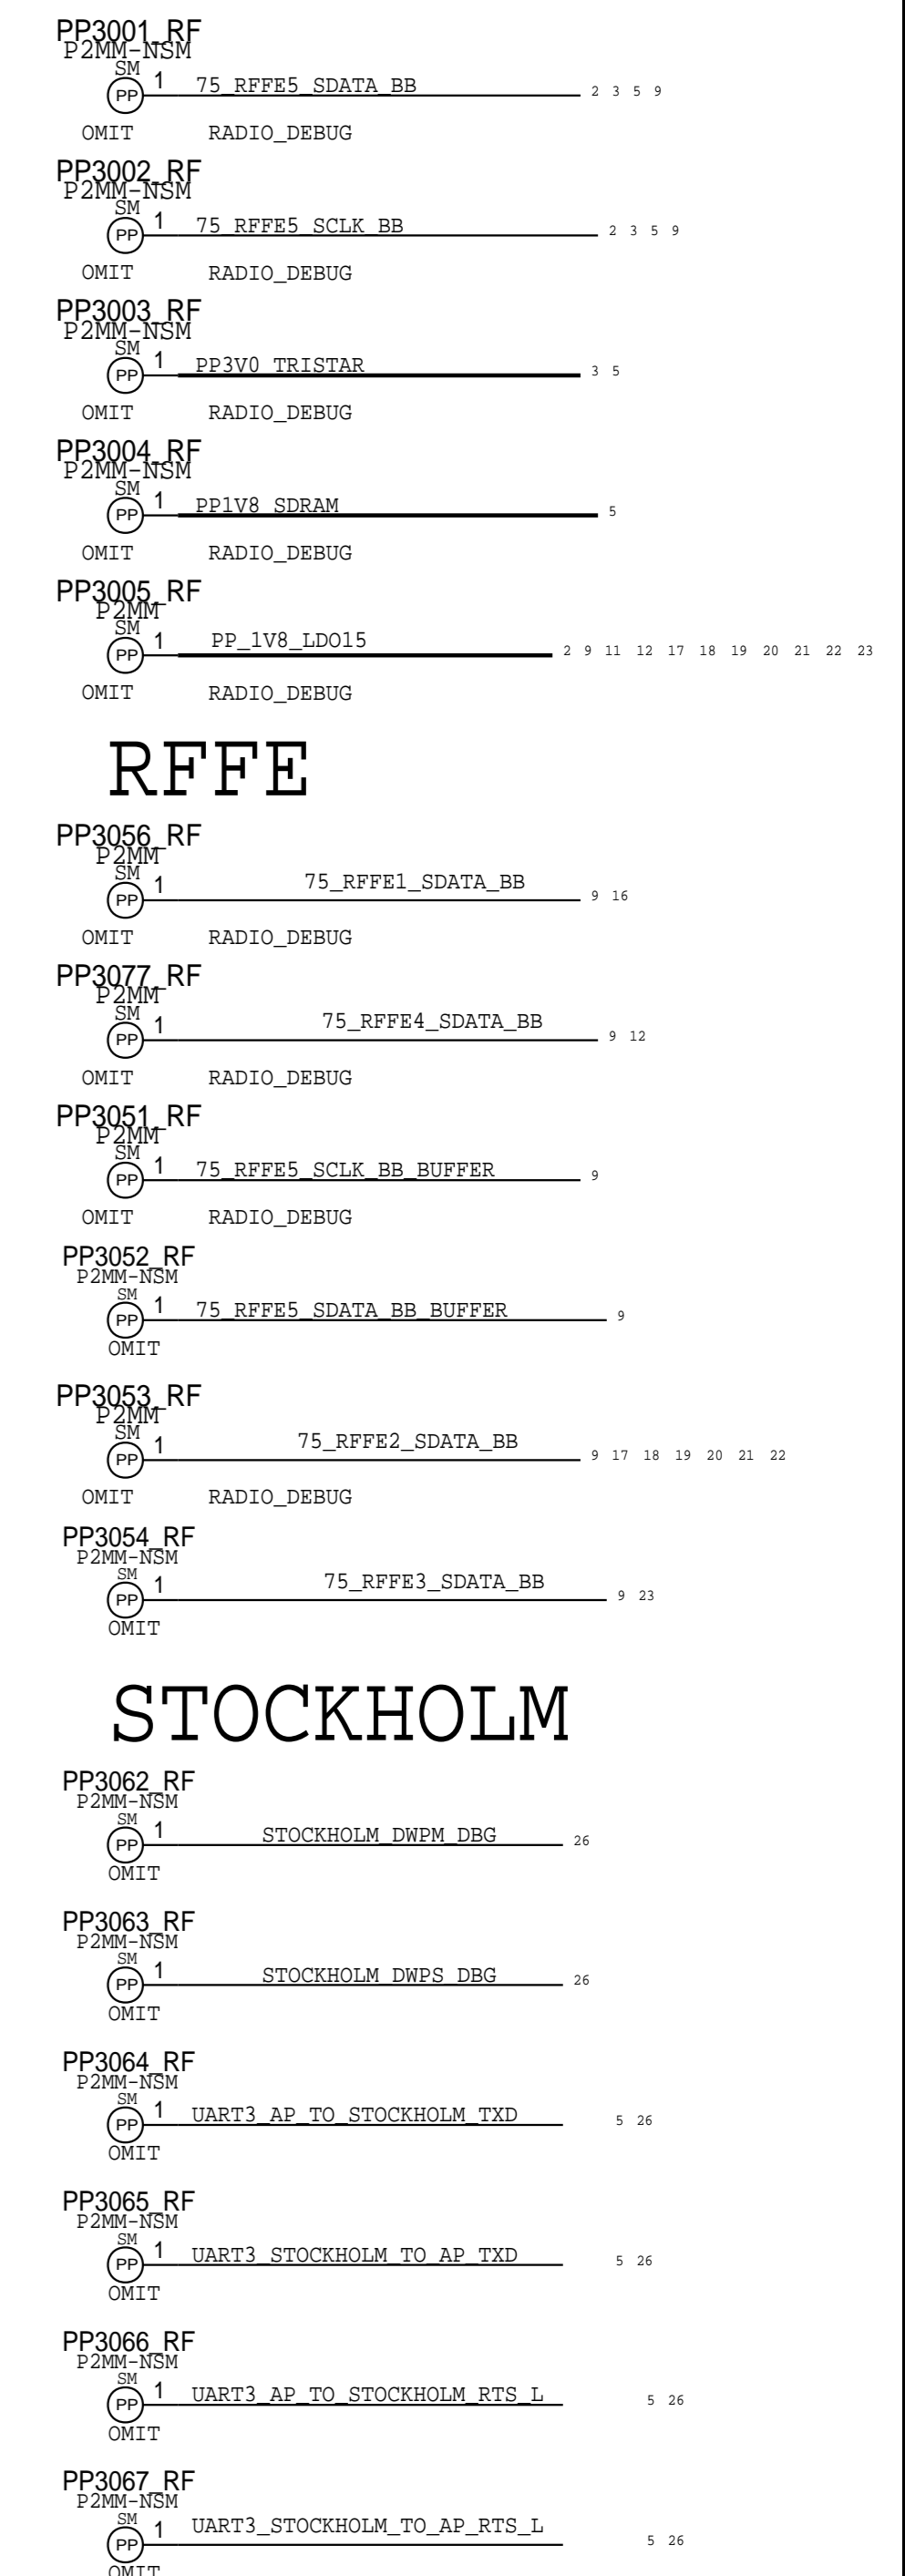 PP3001_RF
P2MM-NSM
SM
PP 1 75_RFFE5_SDATA_BB 2 3 5 9
OMIT RADIO_DEBUG
PP3002_RF
P2MM-NSM
SM
PP 1 75_RFFE5_SCLK_BB 2 3 5 9
OMIT RADIO_DEBUG
PP3003_RF
P2MM-NSM
SM
PP 1 PP3V0_TRISTAR 3 5
OMIT RADIO_DEBUG
PP3004_RF
P2MM-NSM
SM
PP 1 PP1V8_SDRAM 5
OMIT RADIO_DEBUG
PP3005_RF
P2MM
SM
PP 1 PP_1V8_LDO15 2 9 11 12 17 18 19 20 21 22 23
OMIT RADIO_DEBUG
RFFE
PP3056_RF
P2MM
SM
PP 1 75_RFFE1_SDATA_BB 9 16
OMIT RADIO_DEBUG
PP3077_RF
P2MM
SM
PP 1 75_RFFE4_SDATA_BB 9 12
OMIT RADIO_DEBUG
PP3051_RF
P2MM
SM
PP 1 75_RFFE5_SCLK_BB_BUFFER 9
OMIT RADIO_DEBUG
PP3052_RF
P2MM-NSM
SM
PP 1 75_RFFE5_SDATA_BB_BUFFER 9
OMIT
PP3053_RF
P2MM
SM
PP 1 75_RFFE2_SDATA_BB 9 17 18 19 20 21 22
OMIT RADIO_DEBUG
PP3054_RF
P2MM-NSM
SM
PP 1 75_RFFE3_SDATA_BB 9 23
OMIT
STOCKHOLM
PP3062_RF
P2MM-NSM
SM
PP 1 STOCKHOLM_DWPM_DBG 26
OMIT
PP3063_RF
P2MM-NSM
SM
PP 1 STOCKHOLM_DWPS_DBG 26
OMIT
PP3064_RF
P2MM-NSM
SM
PP 1 UART3_AP_TO_STOCKHOLM_TXD 5 26
OMIT
PP3065_RF
P2MM-NSM
SM
PP 1 UART3_STOCKHOLM_TO_AP_TXD 5 26
OMIT
PP3066_RF
P2MM-NSM
SM
PP 1 UART3_AP_TO_STOCKHOLM_RTS_L 5 26
OMIT
PP3067_RF
P2MM-NSM
SM
PP 1 UART3_STOCKHOLM_TO_AP_RTS_L 5 26
OMIT